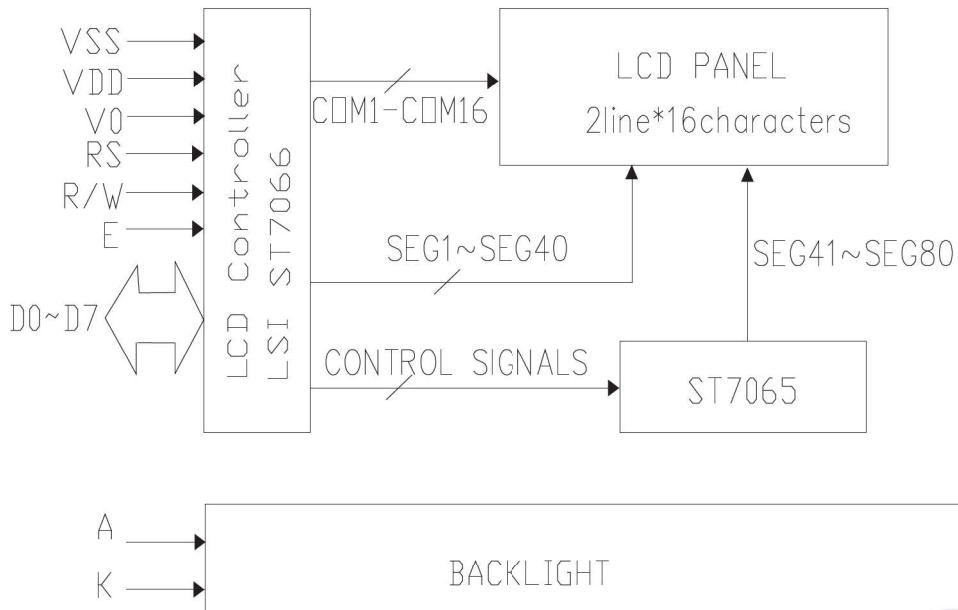 VSS
VDD
V0
RS
R/W
E
D0~D7
LCD Controller
LSI ST7066
COM1-COM16
LCD PANEL
2line*16characters
SEG1~SEG40
SEG41~SEG80
CONTROL SIGNALS
ST7065
A
K
BACKLIGHT